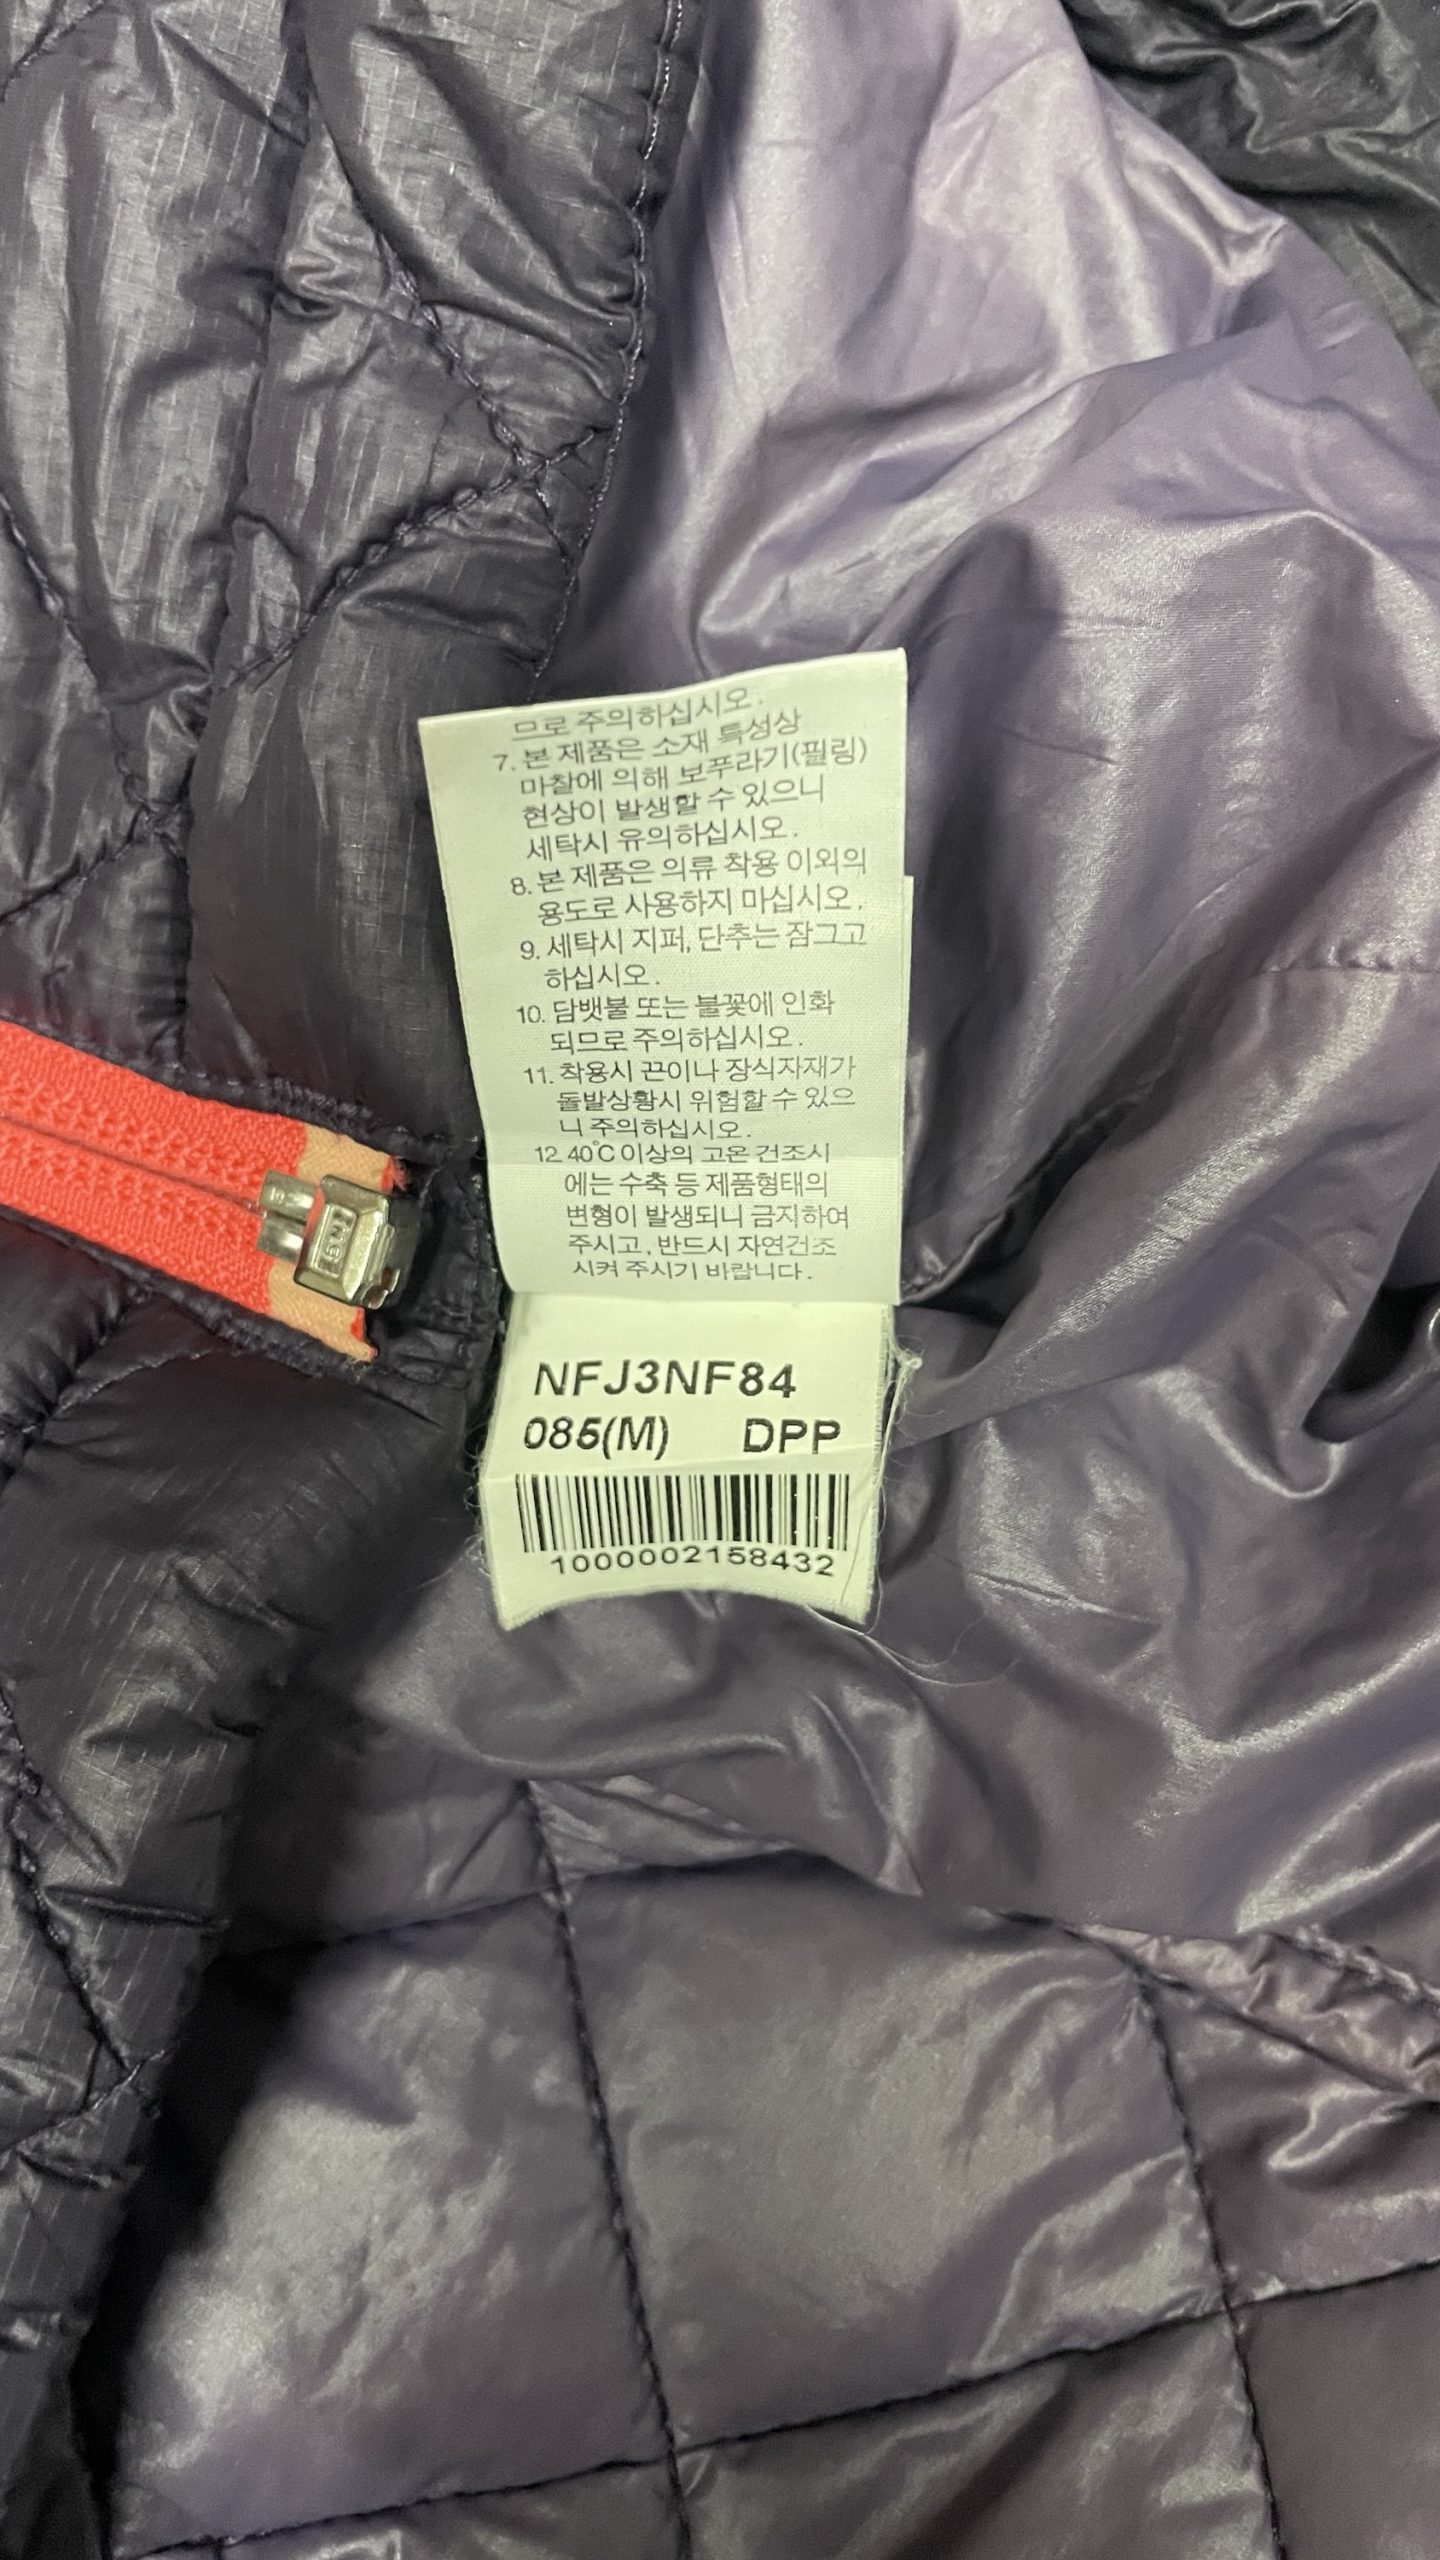 므로 주의하십시오.
7. 본 제품은 소재 특성상
마찰에 의해 보푸라기(필링)
현상이 발생할 수 있으니
세탁시 유의하십시오.
8. 본 제품은 의류 착용 이외의
용도로 사용하지 마십시오.
9. 세탁시 지퍼, 단추는 잠그고
하십시오.
10. 담뱃불 또는 불꽃에 인화
되므로 주의하십시오.
11. 착용시 끈이나 장식자재가
돌발상황시 위험할 수 있으
니 주의하십시오.
12. 40℃ 이상의 고온 건조시
에는 수축 등 제품형태의
변형이 발생되니 금지하여
주시고, 반드시 자연건조
시켜 주시기 바랍니다.
NFJ3NF84
085(M) DPP
1000002158432